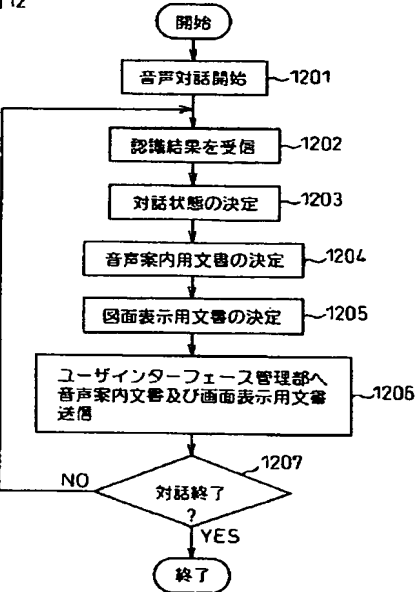 12
開始
音声対話開始
1201
認識結果を受信
1202
対話状態の決定
1203
音声案内用文書の決定
1204
図面表示用文書の決定
1205
ユーザインターフェース管理部へ
音声案内文書及び画面表示用文書
送信
1206
対話終了
?
1207
NO
YES
終了